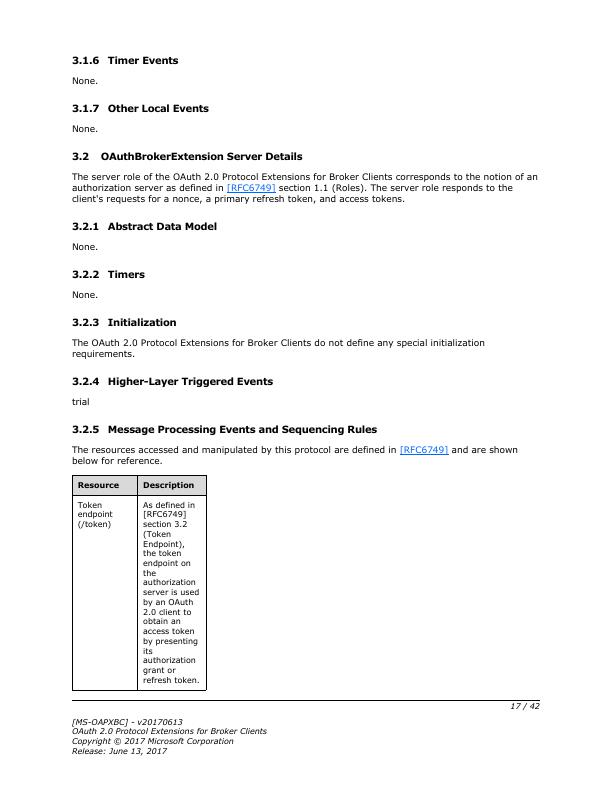 3.1.6 Timer Events
None.
3.1.7 Other Local Events
None.
3.2 OAuthBrokerExtension Server Details
The server role of the OAuth 2.0 Protocol Extensions for Broker Clients corresponds to the notion of an
authorization server as defined in [RFC6749] section 1.1 (Roles). The server role responds to the
client's requests for a nonce, a primary refresh token, and access tokens.
3.2.1 Abstract Data Model
None.
3.2.2 Timers
None.
3.2.3 Initialization
The OAuth 2.0 Protocol Extensions for Broker Clients do not define any special initialization
requirements.
3.2.4 Higher-Layer Triggered Events
trial
3.2.5 Message Processing Events and Sequencing Rules
The resources accessed and manipulated by this protocol are defined in [RFC6749] and are shown
below for reference.
Resource Description
Token
endpoint
(/token)
As defined in
[RFC6749]
section 3.2
(Token
Endpoint),
the token
endpoint on
the
authorization
server is used
by an OAuth
2.0 client to
obtain an
access token
by presenting
its
authorization
grant or
refresh token.
17 / 42
[MS-OAPXBC] - v20170613
OAuth 2.0 Protocol Extensions for Broker Clients
Copyright © 2017 Microsoft Corporation
Release: June 13, 2017